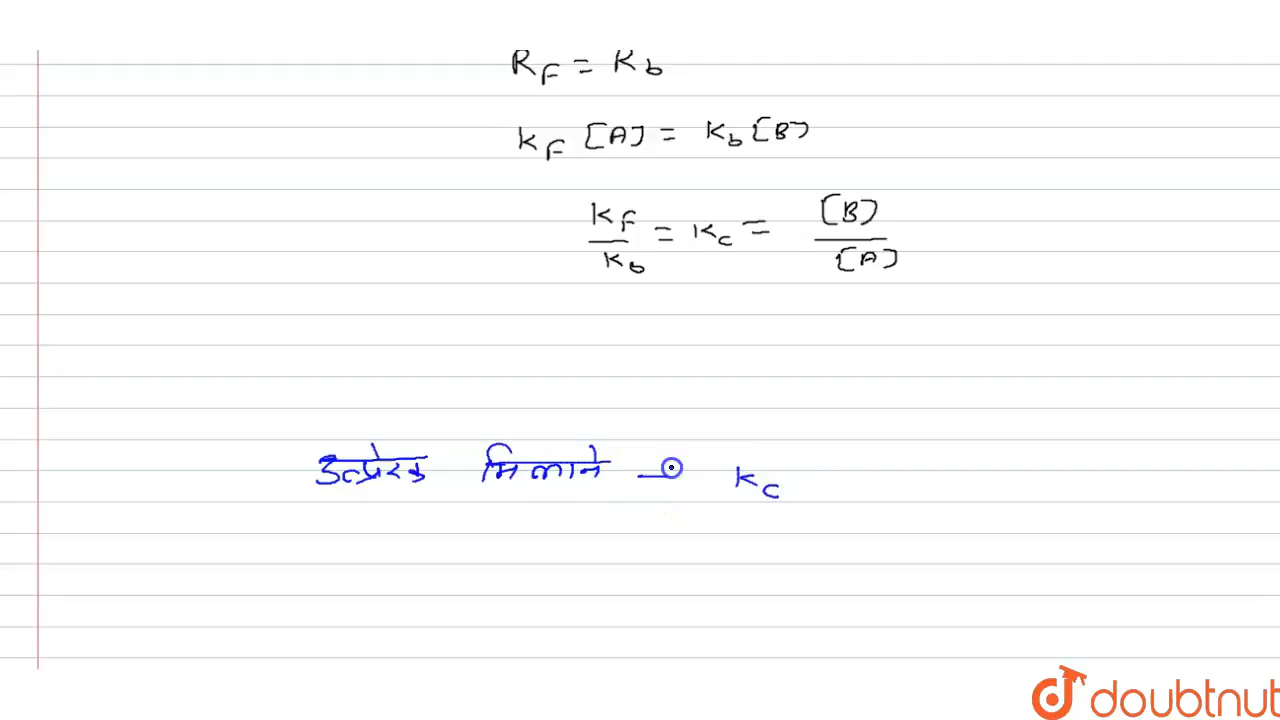 R_F = R_b
K_F [A] = K_b [B]
K_F / K_b = K_c = [B] / [A]
उत्प्रेरक मिलाने → K_c
doubtnut